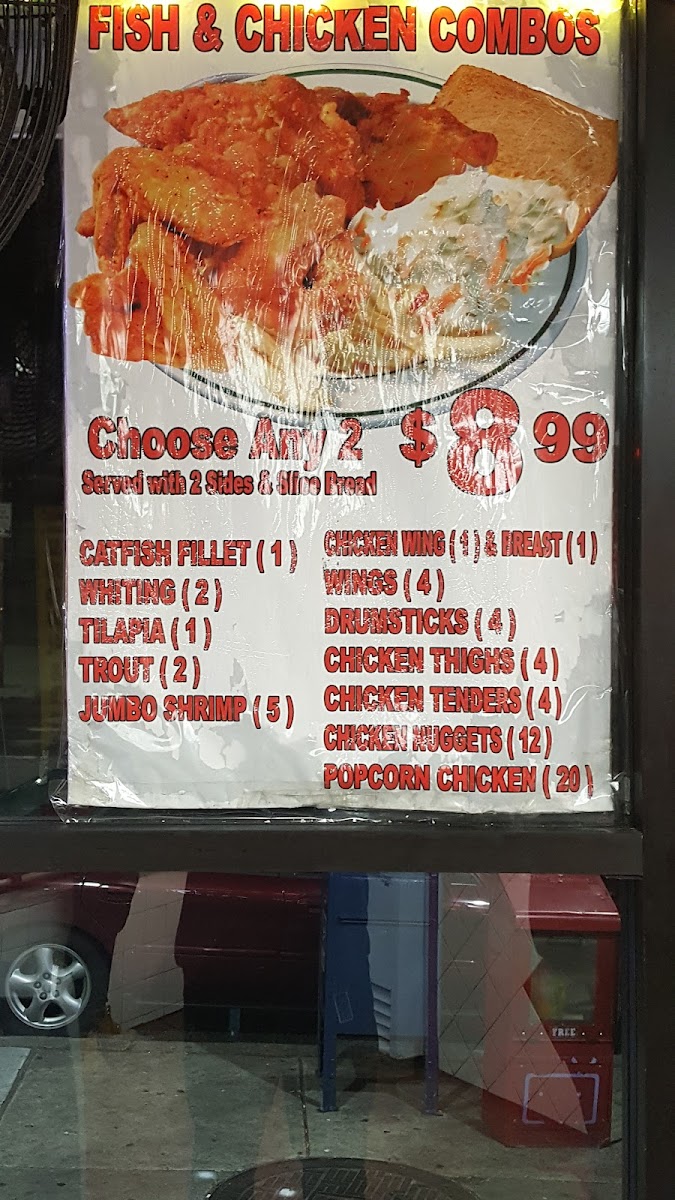 FISH & CHICKEN COMBOS
Choose Any 2 $8.99
Served with 2 Sides & Slice Bread
CATFISH FILLET ( 1 )
WHITING ( 2 )
TILAPIA ( 1 )
TROUT ( 2 )
JUMBO SHRIMP ( 5 )
CHICKEN WING ( 1 ) & BREAST ( 1 )
WINGS ( 4 )
DRUMSTICKS ( 4 )
CHICKEN THIGHS ( 4 )
CHICKEN TENDERS ( 4 )
CHICKEN NUGGETS ( 12 )
POPCORN CHICKEN ( 20 )
FREE